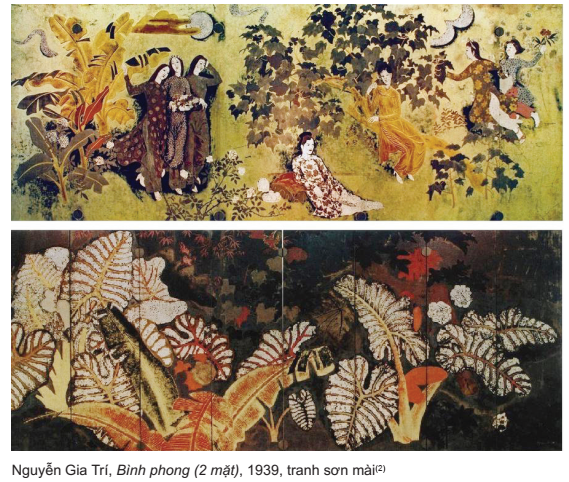 Nguyễn Gia Trí, Bình phong (2 mặt), 1939, tranh sơn mài(2)